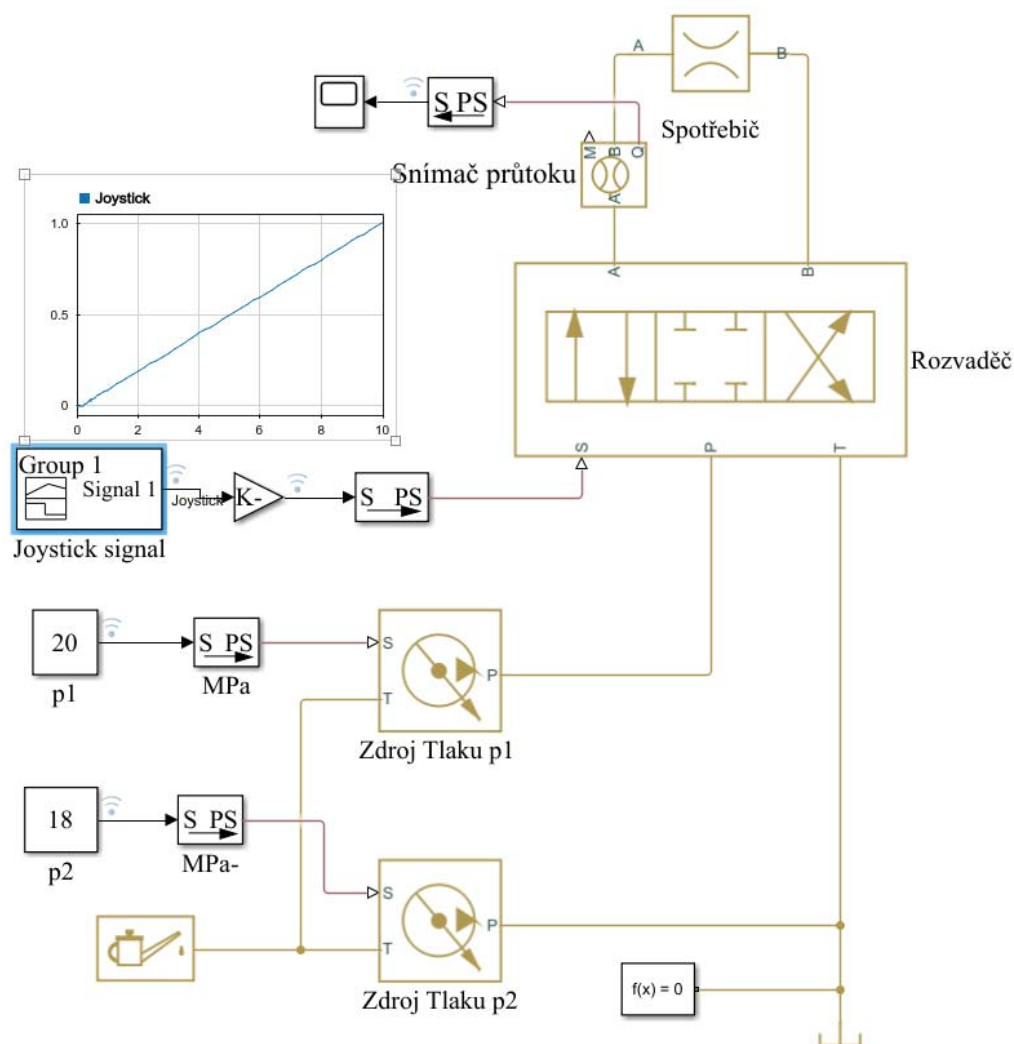 A
B
S PS
Spotřebič
M
B
Q
Snímač průtoku
A
Joystick
1.0
0.5
0
0
2
4
6
8
10
A
B
Rozvaděč
S
P
T
Group 1
Signal 1
Joystick
K-
S PS
Joystick signal
20
S PS
S
P
T
p1
MPa
Zdroj Tlaku p1
18
S PS
p2
MPa-
S
P
T
Zdroj Tlaku p2
f(x) = 0